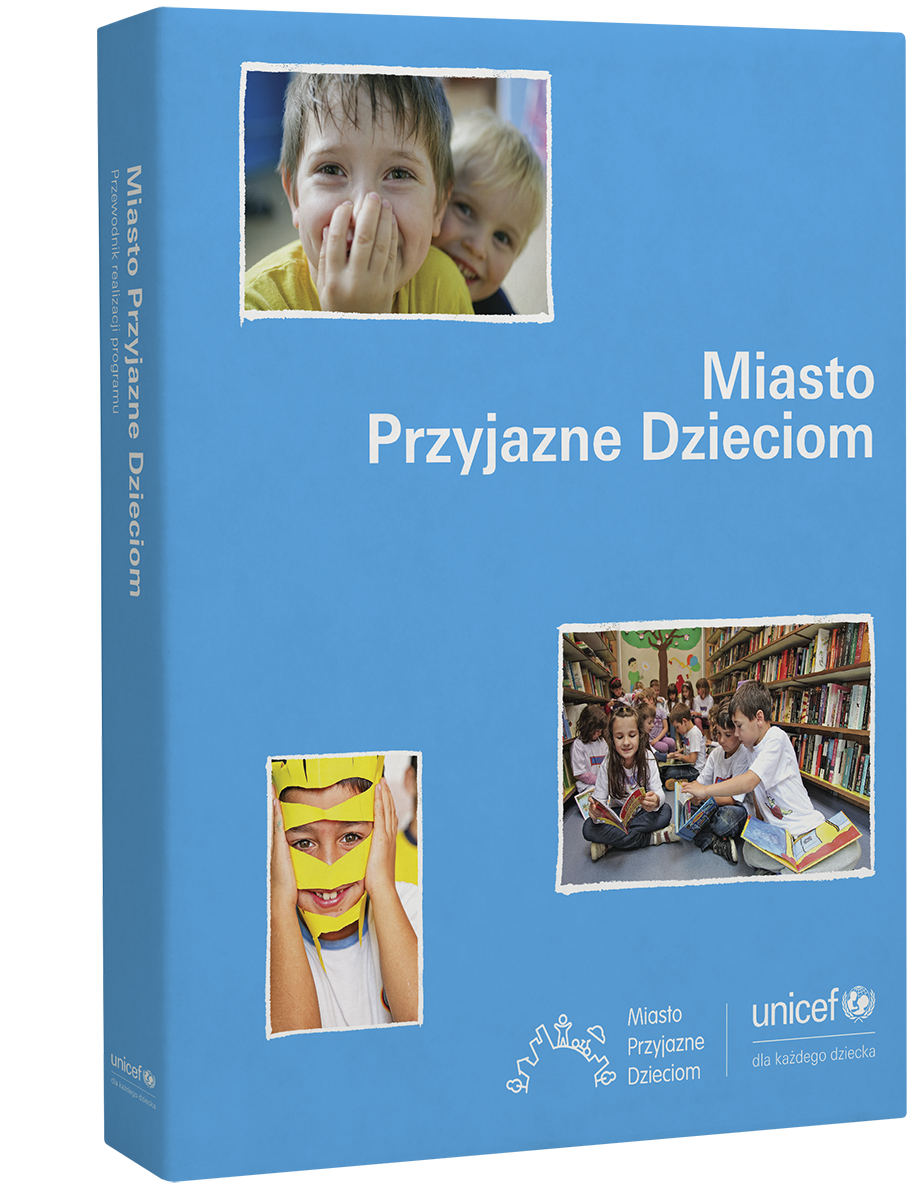 Miasto Przyjazne Dzieciom
Przewodnik realizacji programu
unicef
dla każdego dziecka
Miasto
Przyjazne Dzieciom
Miasto
Przyjazne
Dzieciom
unicef
dla każdego dziecka